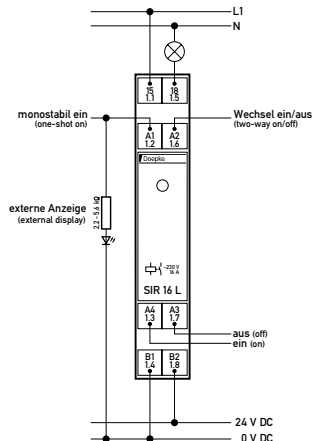 L1
N
15 18
1.1 1.5
monostabil ein
(one-shot on)
Wechsel ein/aus
(two-way on/off)
A1 A2
1.2 1.6
Doepke
externe Anzeige
(external display)
2,2–5,6 kΩ
~230 V
16 A
SIR 16 L
A4 A3
1.3 1.7
aus (off)
ein (on)
B1 B2
1.4 1.8
24 V DC
0 V DC